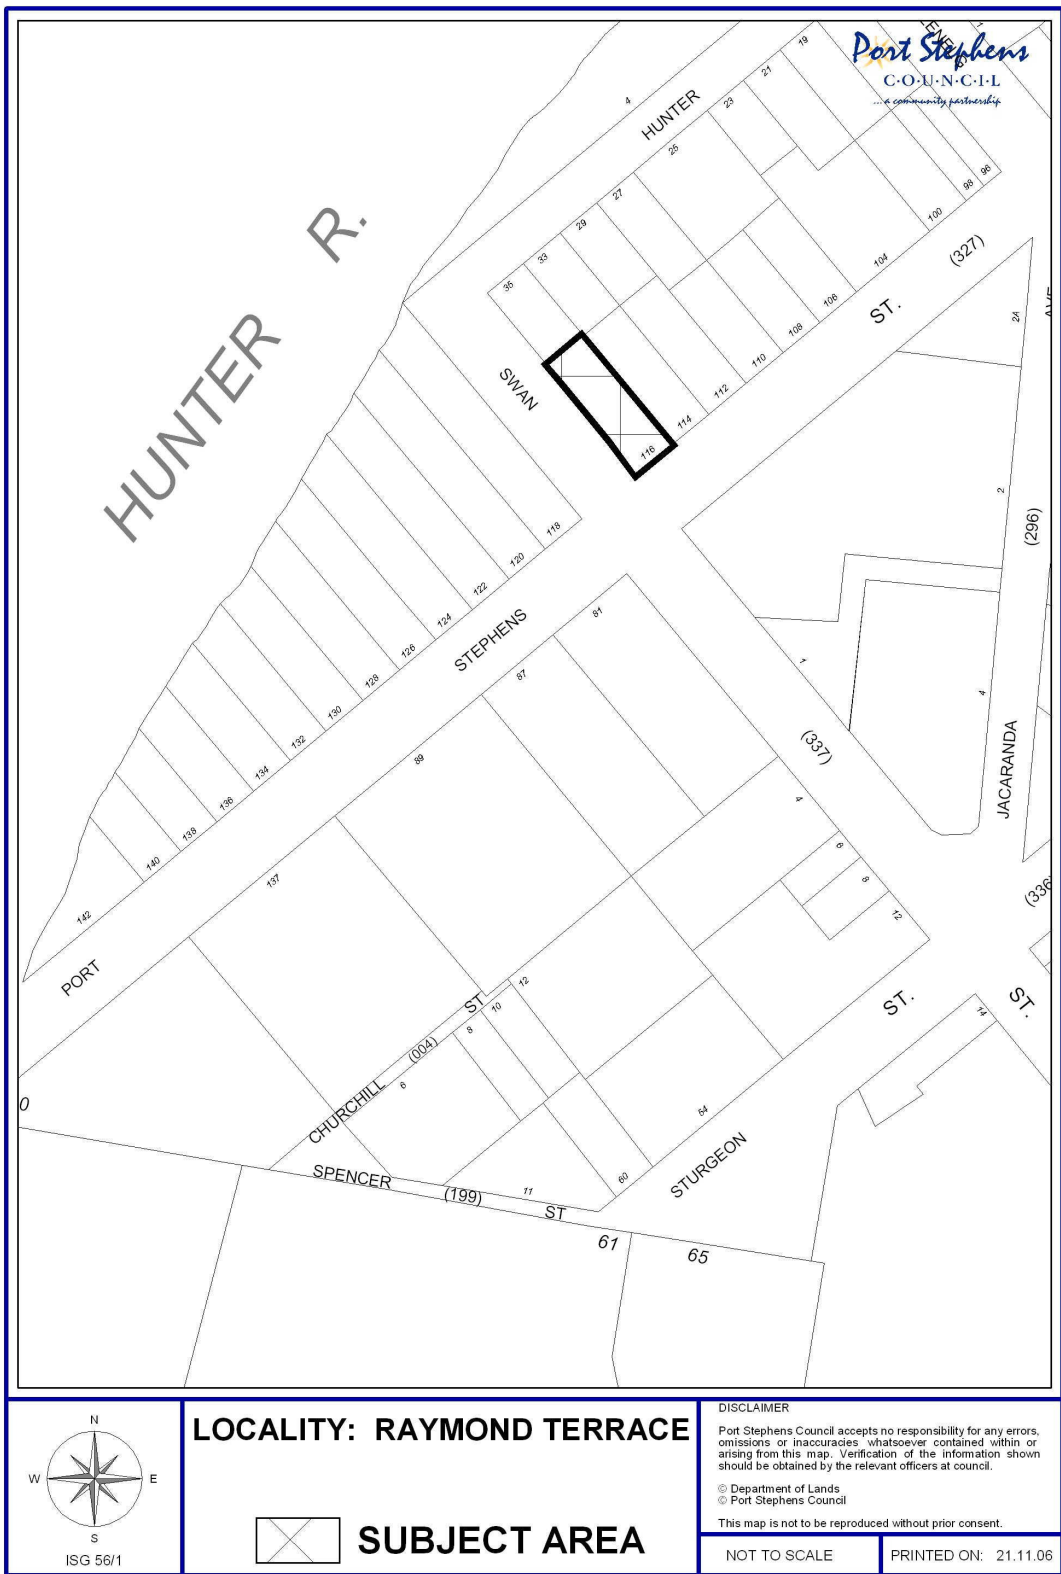 Port Stephens
C·O·U·N·C·I·L
... a community partnership
HUNTER R.
HUNTER
4
19
21
23
25
27
29
33
35
SWAN
96
98
100
104
106
108
110
112
114
116
(327)
ST.
2A
AVE
2
(296)
4
JACARANDA
(336)
1
(337)
118
120
122
124
126
128
130
132
134
136
138
140
142
STEPHENS
PORT
81
87
89
137
4
6
8
12
ST
12
10
8
(004)
6
CHURCHILL
ST.
ST.
14
54
60
STURGEON
0
SPENCER
(199)
11
ST
61
65
N
W
E
S
ISG 56/1
LOCALITY: RAYMOND TERRACE
SUBJECT AREA
DISCLAIMER
Port Stephens Council accepts no responsibility for any errors,
omissions or inaccuracies whatsoever contained within or
arising from this map. Verification of the information shown
should be obtained by the relevant officers at council.
© Department of Lands
© Port Stephens Council
This map is not to be reproduced without prior consent.
NOT TO SCALE
PRINTED ON: 21.11.06